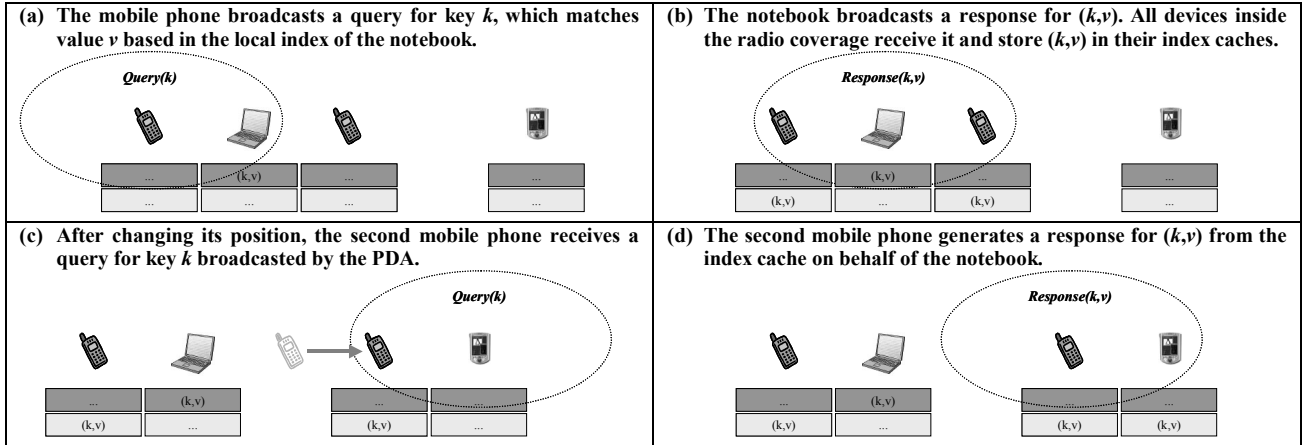 (a) The mobile phone broadcasts a query for key k, which matches
value v based in the local index of the notebook.
Query(k)
... (k,v) ... ...
... ... ... ...
(b) The notebook broadcasts a response for (k,v). All devices inside
the radio coverage receive it and store (k,v) in their index caches.
Response(k,v)
... (k,v) ... ...
(k,v) ... (k,v) ...
(c) After changing its position, the second mobile phone receives a
query for key k broadcasted by the PDA.
Query(k)
... (k,v) ... ...
(k,v) ... (k,v) ...
(d) The second mobile phone generates a response for (k,v) from the
index cache on behalf of the notebook.
Response(k,v)
... (k,v) ... ...
(k,v) ... (k,v) (k,v)